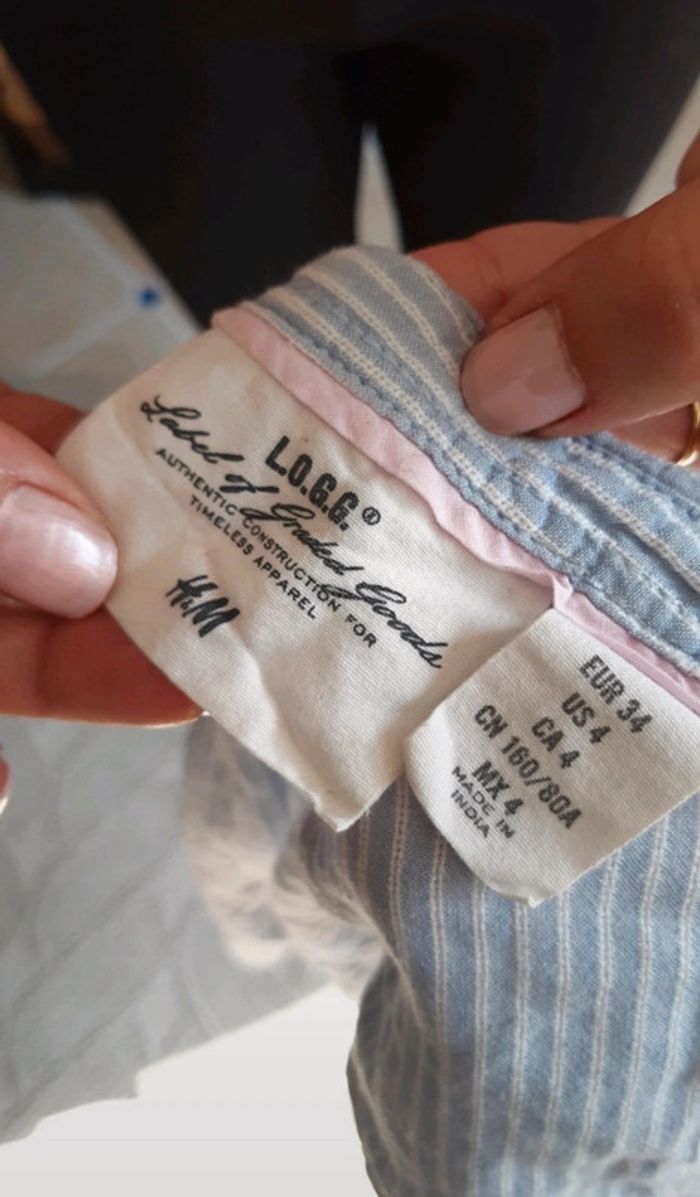 L.O.G.G.®
Label of Graded Goods
AUTHENTIC CONSTRUCTION FOR
TIMELESS APPAREL
H&M
EUR 34
US 4
CA 4
CN 160/80A
MX 4
MADE IN
INDIA